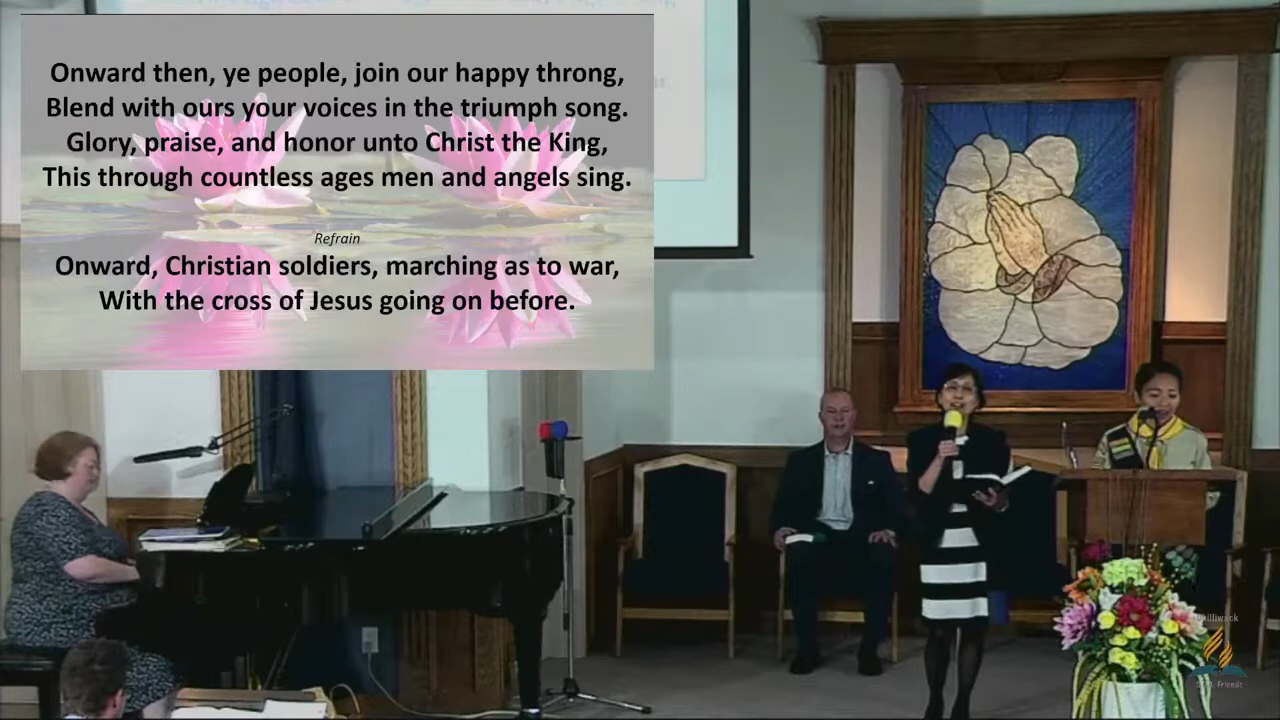 Onward then, ye people, join our happy throng,
Blend with ours your voices in the triumph song.
Glory, praise, and honor unto Christ the King,
This through countless ages men and angels sing.
Refrain
Onward, Christian soldiers, marching as to war,
With the cross of Jesus going on before.
Chilliwack
Friends